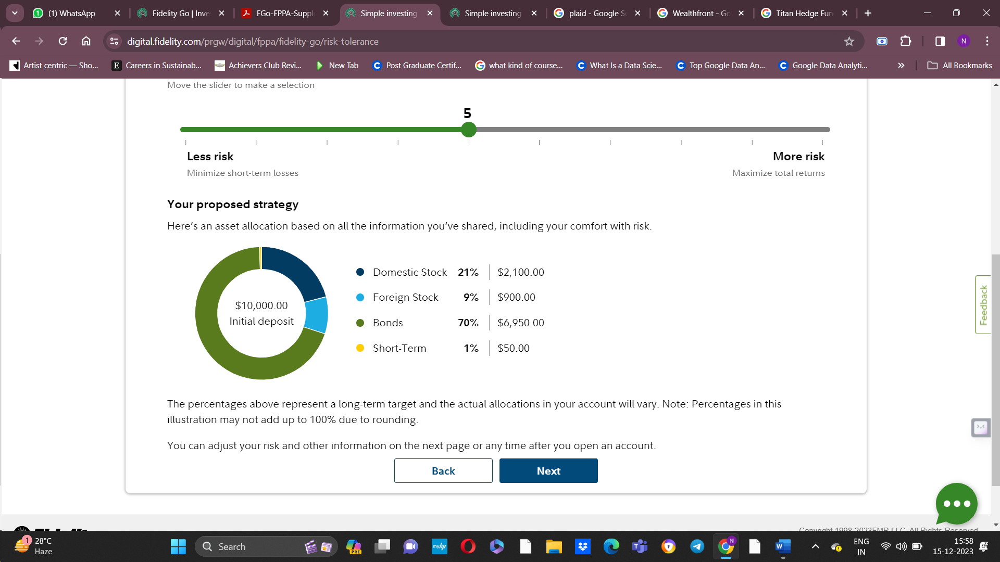 (1) WhatsApp
Fidelity Go | Inve
FGo-FPPA-Suppl
Simple investing
Simple investing
plaid - Google S
Wealthfront - Go
Titan Hedge Fun
digital.fidelity.com/prgw/digital/fppa/fidelity-go/risk-tolerance
N
Artist centric — Sho...
Careers in Sustainab...
Achievers Club Revi...
New Tab
Post Graduate Certif...
what kind of course...
What Is a Data Scie...
Top Google Data An...
Google Data Analyti...
All Bookmarks
Move the slider to make a selection
5
Less risk
More risk
Minimize short-term losses
Maximize total returns
Your proposed strategy
Here's an asset allocation based on all the information you've shared, including your comfort with risk.
$10,000.00
Initial deposit
Domestic Stock 21% $2,100.00
Foreign Stock 9% $900.00
Bonds 70% $6,950.00
Short-Term 1% $50.00
Feedback
The percentages above represent a long-term target and the actual allocations in your account will vary. Note: Percentages in this
illustration may not add up to 100% due to rounding.
You can adjust your risk and other information on the next page or any time after you open an account.
Back
Next
Copyright 1998-2023 FMR LLC. All Rights Reserved
1
28°C
Haze
Search
PRE
myhp
N
ENG
IN
15:58
15-12-2023